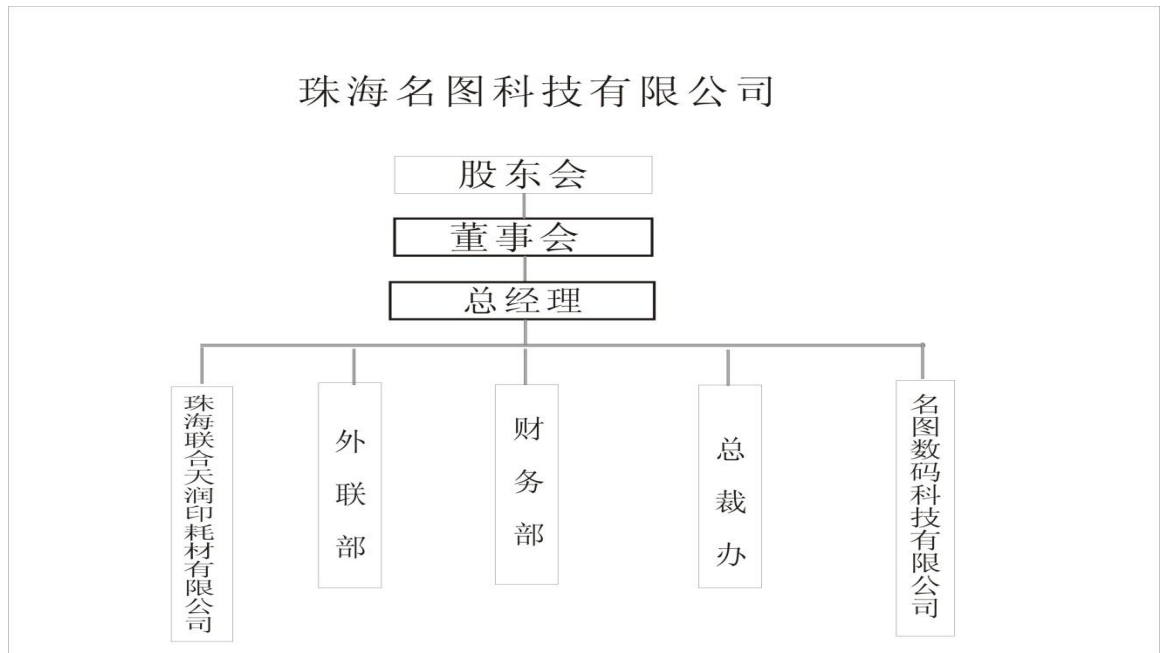 珠海名图科技有限公司
股东会
董事会
总经理
珠海联合天润印耗材有限公司
外联部
财务部
总裁办
名图数码科技有限公司